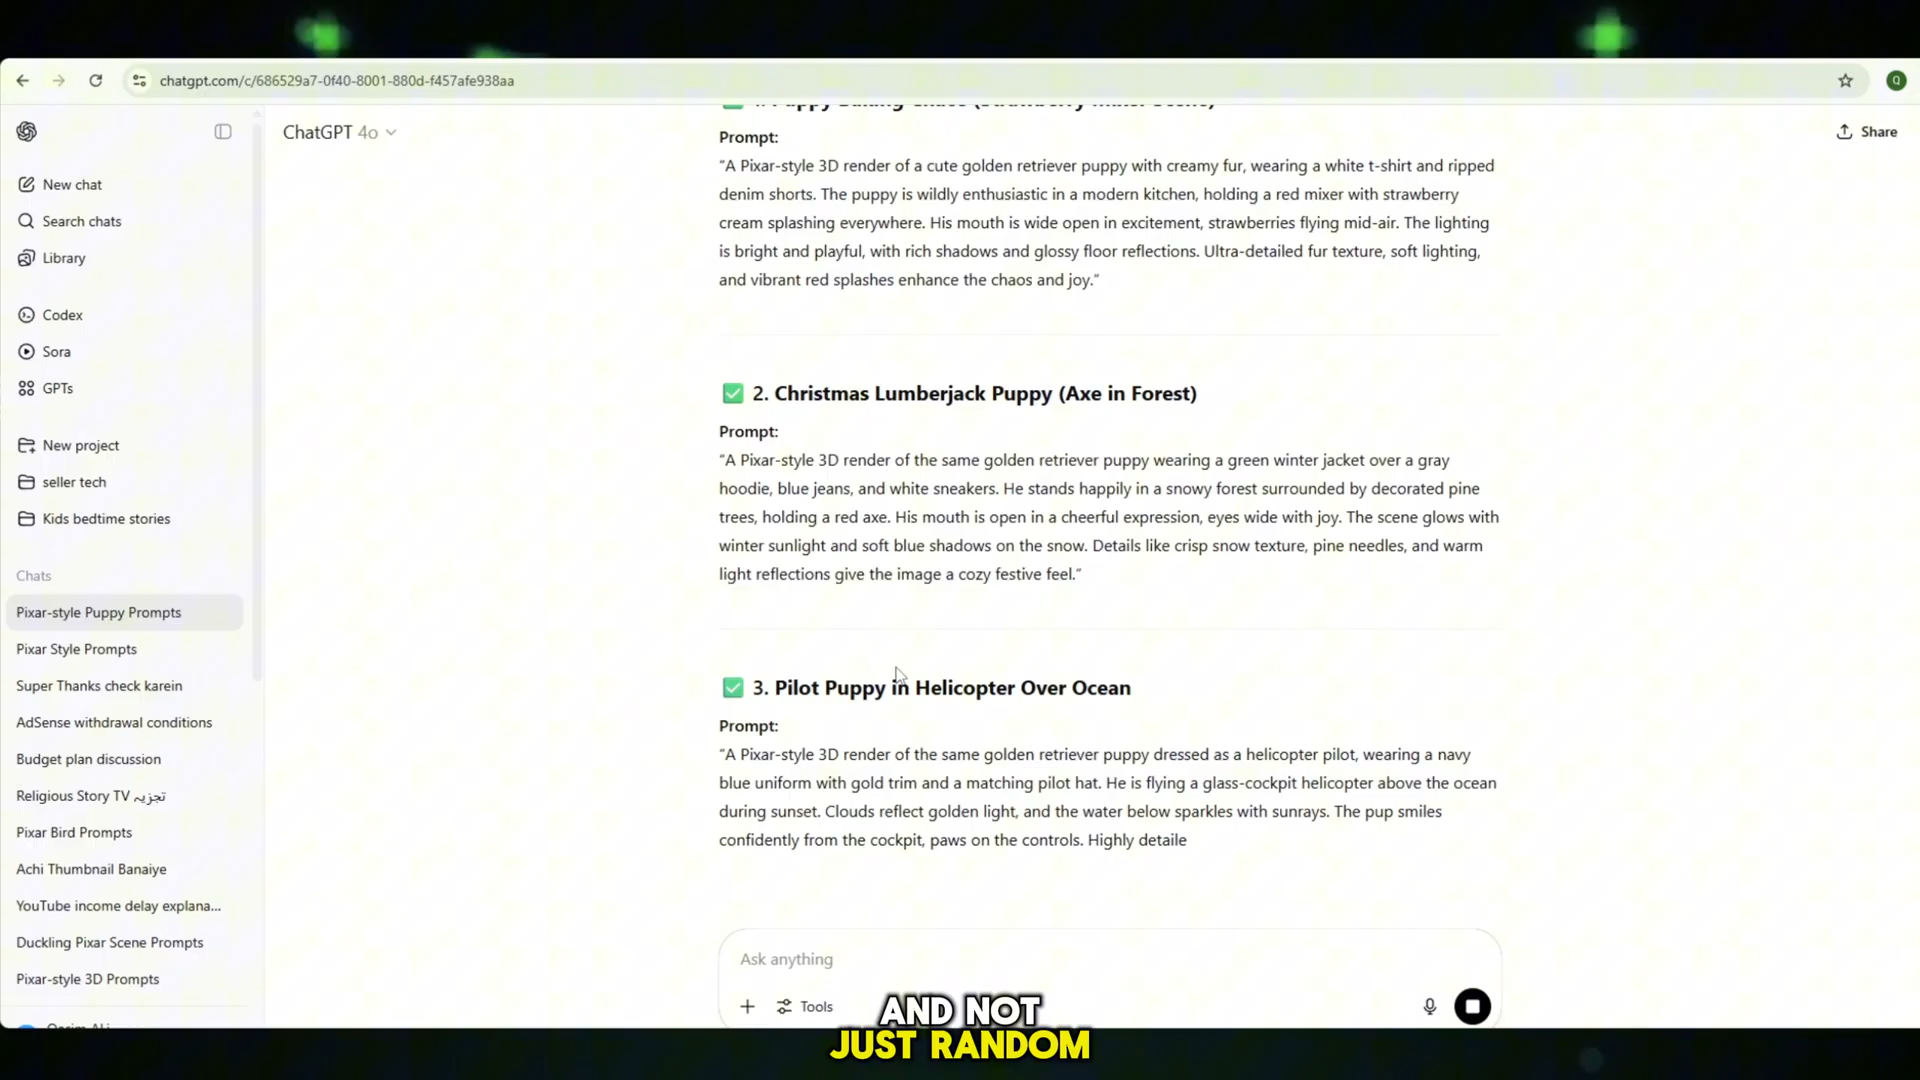 chatgpt.com/c/686529a7-0f40-8001-880d-f457afe938aa
Q
ChatGPT 4o
Share
New chat
Search chats
Library
Codex
Sora
GPTs
New project
seller tech
Kids bedtime stories
Chats
Pixar-style Puppy Prompts
Pixar Style Prompts
Super Thanks check karein
AdSense withdrawal conditions
Budget plan discussion
Religious Story TV تجزیہ
Pixar Bird Prompts
Achi Thumbnail Banaiye
YouTube income delay explana...
Duckling Pixar Scene Prompts
Pixar-style 3D Prompts
Prompt:
“A Pixar-style 3D render of a cute golden retriever puppy with creamy fur, wearing a white t-shirt and ripped
denim shorts. The puppy is wildly enthusiastic in a modern kitchen, holding a red mixer with strawberry
cream splashing everywhere. His mouth is wide open in excitement, strawberries flying mid-air. The lighting
is bright and playful, with rich shadows and glossy floor reflections. Ultra-detailed fur texture, soft lighting,
and vibrant red splashes enhance the chaos and joy.”
2. Christmas Lumberjack Puppy (Axe in Forest)
Prompt:
“A Pixar-style 3D render of the same golden retriever puppy wearing a green winter jacket over a gray
hoodie, blue jeans, and white sneakers. He stands happily in a snowy forest surrounded by decorated pine
trees, holding a red axe. His mouth is open in a cheerful expression, eyes wide with joy. The scene glows with
winter sunlight and soft blue shadows on the snow. Details like crisp snow texture, pine needles, and warm
light reflections give the image a cozy festive feel.”
3. Pilot Puppy in Helicopter Over Ocean
Prompt:
“A Pixar-style 3D render of the same golden retriever puppy dressed as a helicopter pilot, wearing a navy
blue uniform with gold trim and a matching pilot hat. He is flying a glass-cockpit helicopter above the ocean
during sunset. Clouds reflect golden light, and the water below sparkles with sunrays. The pup smiles
confidently from the cockpit, paws on the controls. Highly detaile
Ask anything
Tools
AND NOT
JUST RANDOM